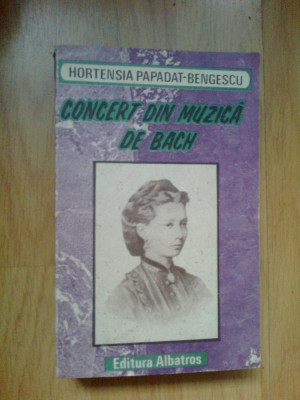 HORTENSIA PAPADAT-BENGESCU
CONCERT DIN MUZICĂ
DE BACH
Editura Albatros